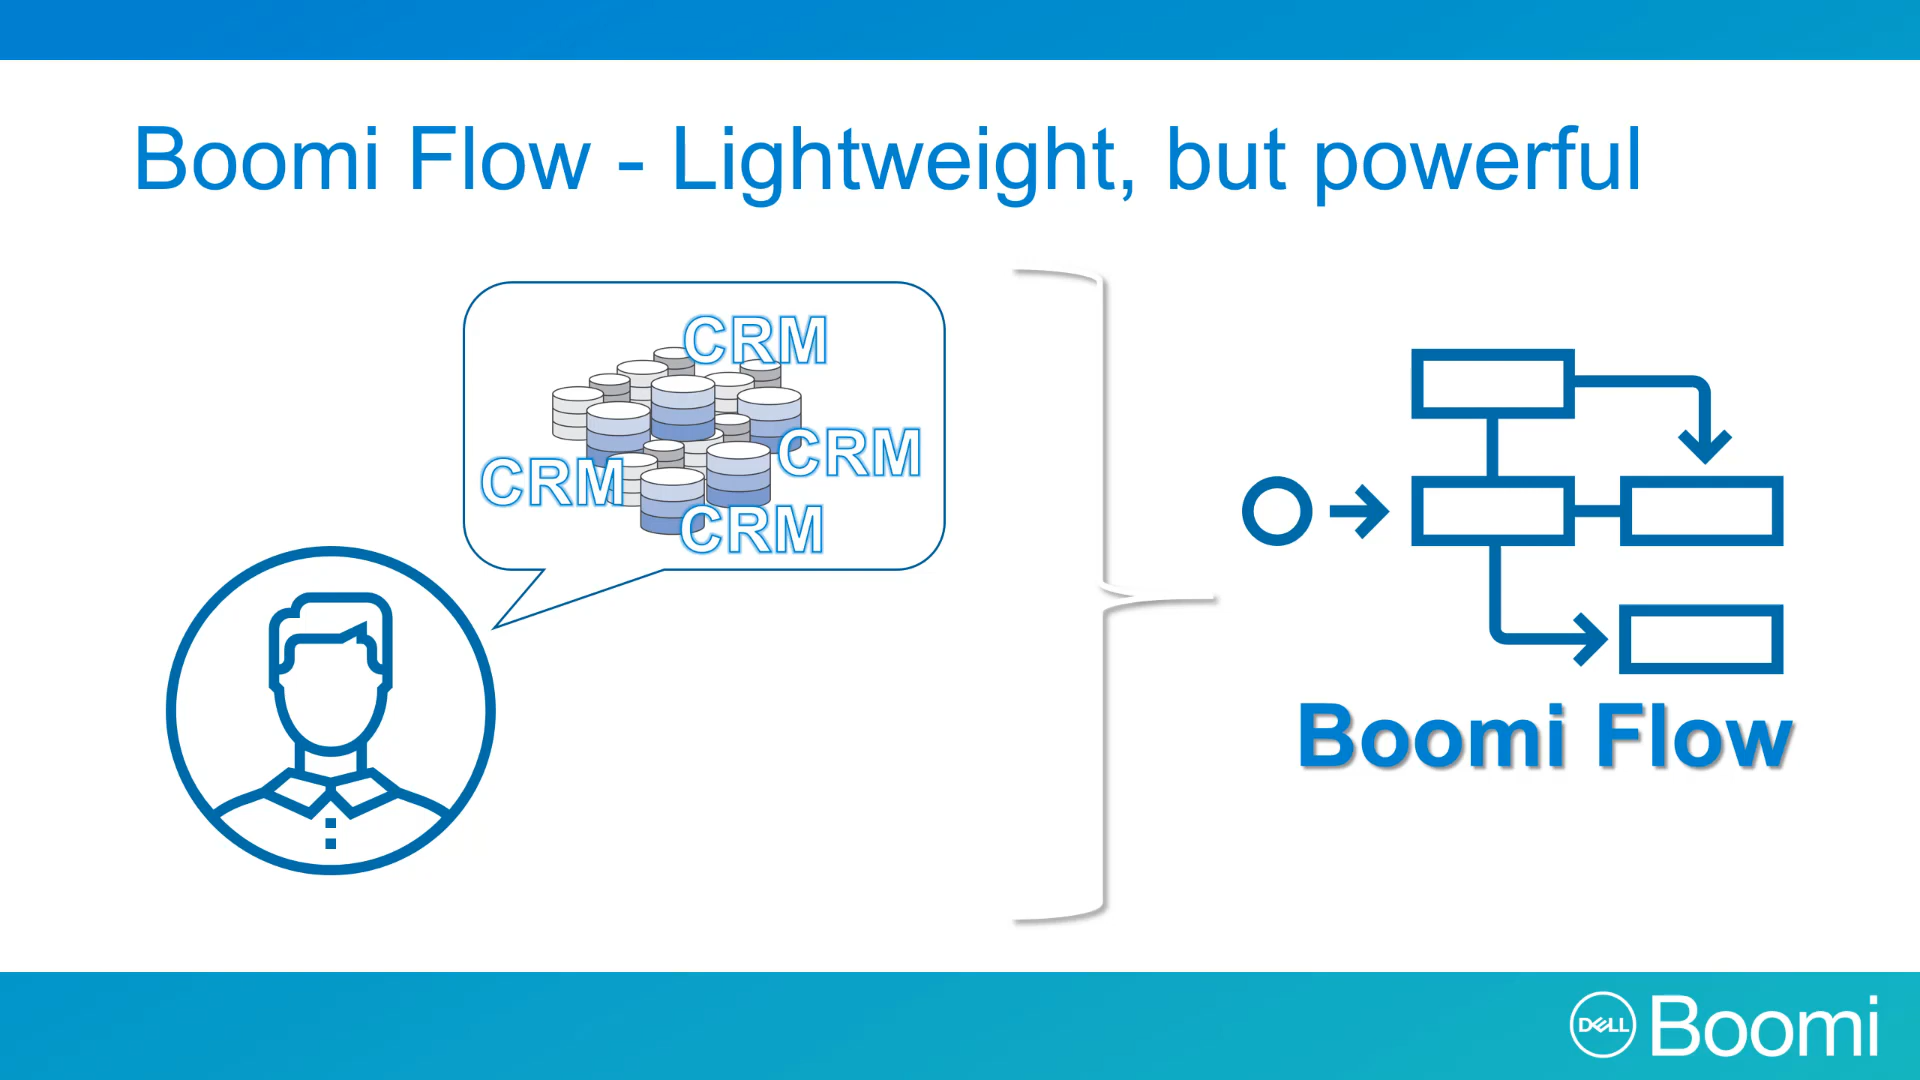 Boomi Flow - Lightweight, but powerful
CRM
CRM
CRM
CRM
Boomi Flow
DELL Boomi